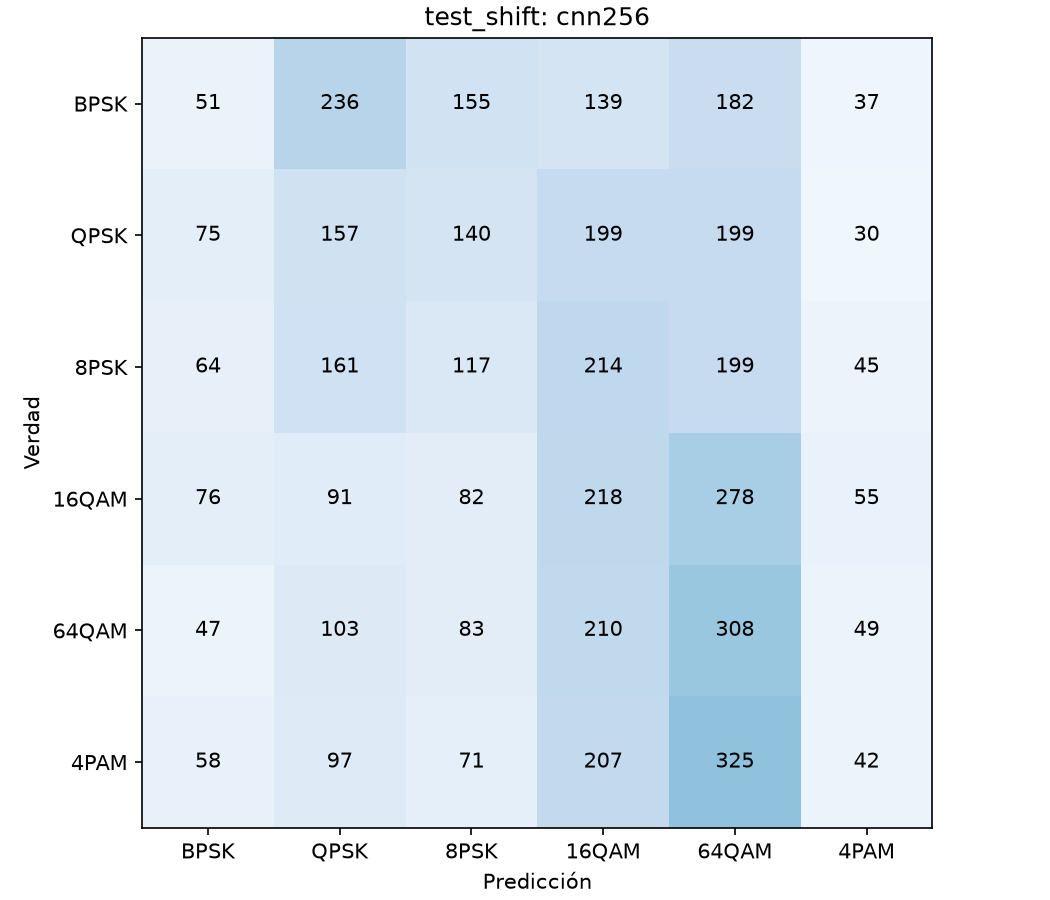 test_shift: cnn256
Verdad
BPSK 51 236 155 139 182 37
QPSK 75 157 140 199 199 30
8PSK 64 161 117 214 199 45
16QAM 76 91 82 218 278 55
64QAM 47 103 83 210 308 49
4PAM 58 97 71 207 325 42
BPSK QPSK 8PSK 16QAM 64QAM 4PAM
Predicción